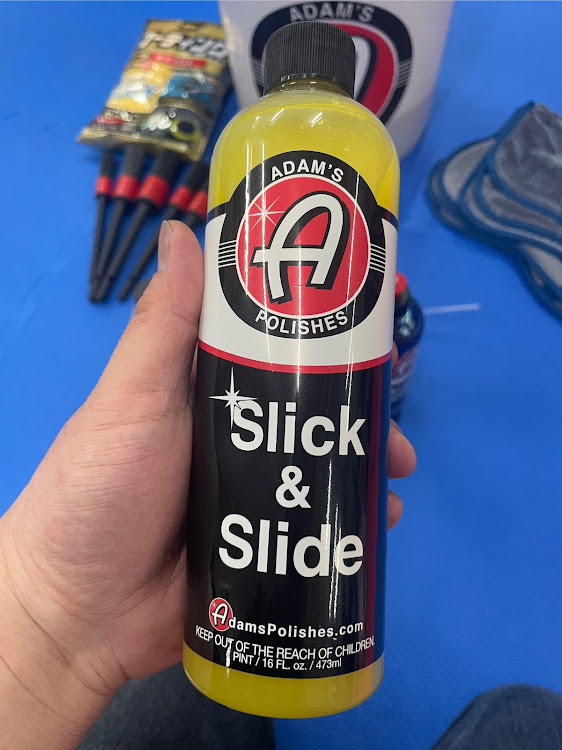 ADAM'S
ADAM'S
A
POLISHES
Slick
&
Slide
AdamsPolishes.com
KEEP OUT OF THE REACH OF CHILDREN.
PINT / 16 FL. oz. / 473ml